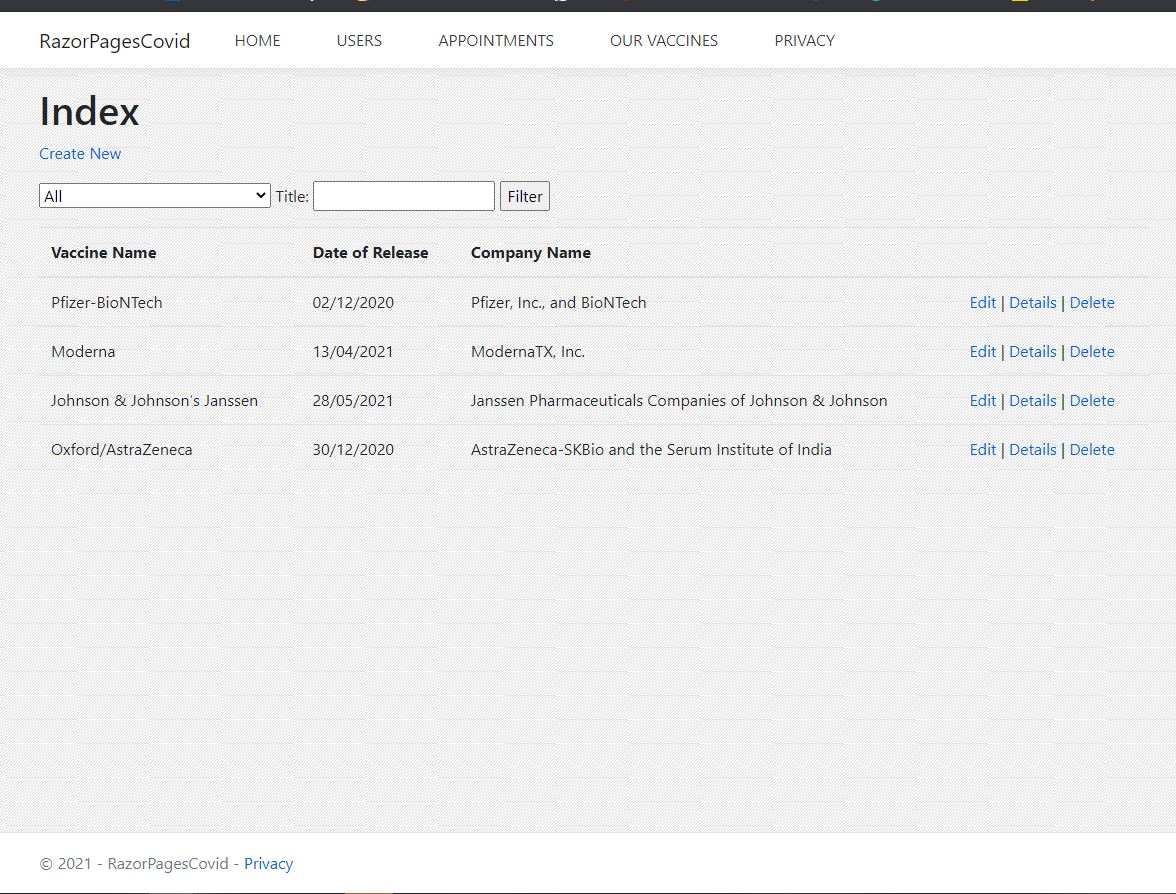 RazorPagesCovid HOME USERS APPOINTMENTS OUR VACCINES PRIVACY
Index
Create New
All Title: Filter
Vaccine Name Date of Release Company Name
Pfizer-BioNTech 02/12/2020 Pfizer, Inc., and BioNTech Edit | Details | Delete
Moderna 13/04/2021 ModernaTX, Inc. Edit | Details | Delete
Johnson & Johnson’s Janssen 28/05/2021 Janssen Pharmaceuticals Companies of Johnson & Johnson Edit | Details | Delete
Oxford/AstraZeneca 30/12/2020 AstraZeneca-SKBio and the Serum Institute of India Edit | Details | Delete
© 2021 - RazorPagesCovid - Privacy